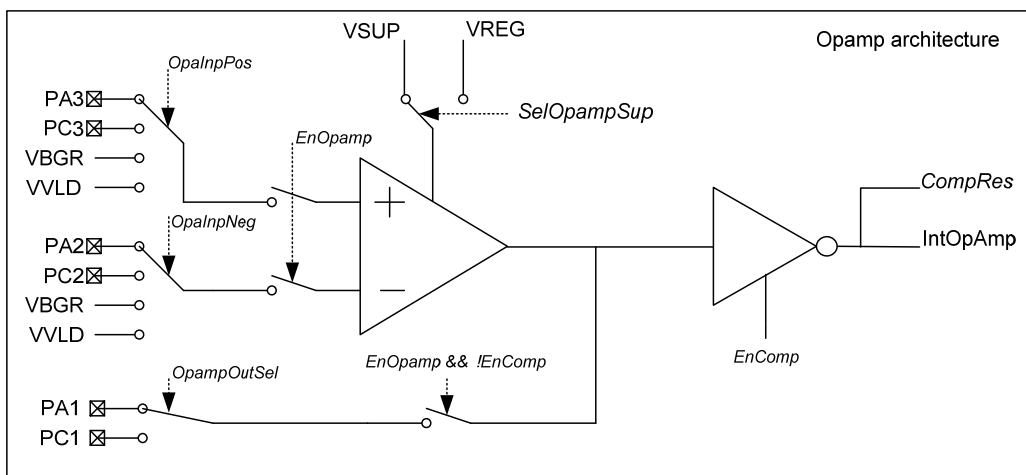 Opamp architecture
VSUP
VREG
OpaInpPos
PA3
PC3
VBGR
VVLD
SelOpampSup
EnOpamp
+
CompRes
OpaInpNeg
IntOpAmp
PA2
PC2
VBGR
VVLD
−
EnComp
OpampOutSel
EnOpamp && !EnComp
PA1
PC1